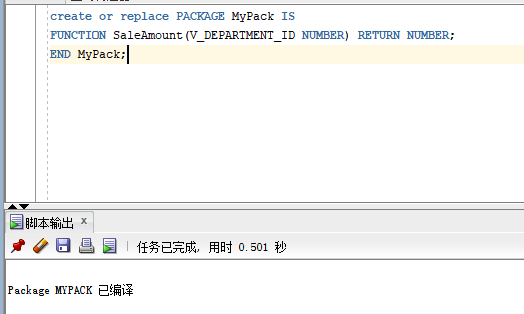 create or replace PACKAGE MyPack IS
FUNCTION SaleAmount(V_DEPARTMENT_ID NUMBER) RETURN NUMBER;
END MyPack;
脚本输出 x
任务已完成, 用时 0.501 秒
Package MYPACK 已编译